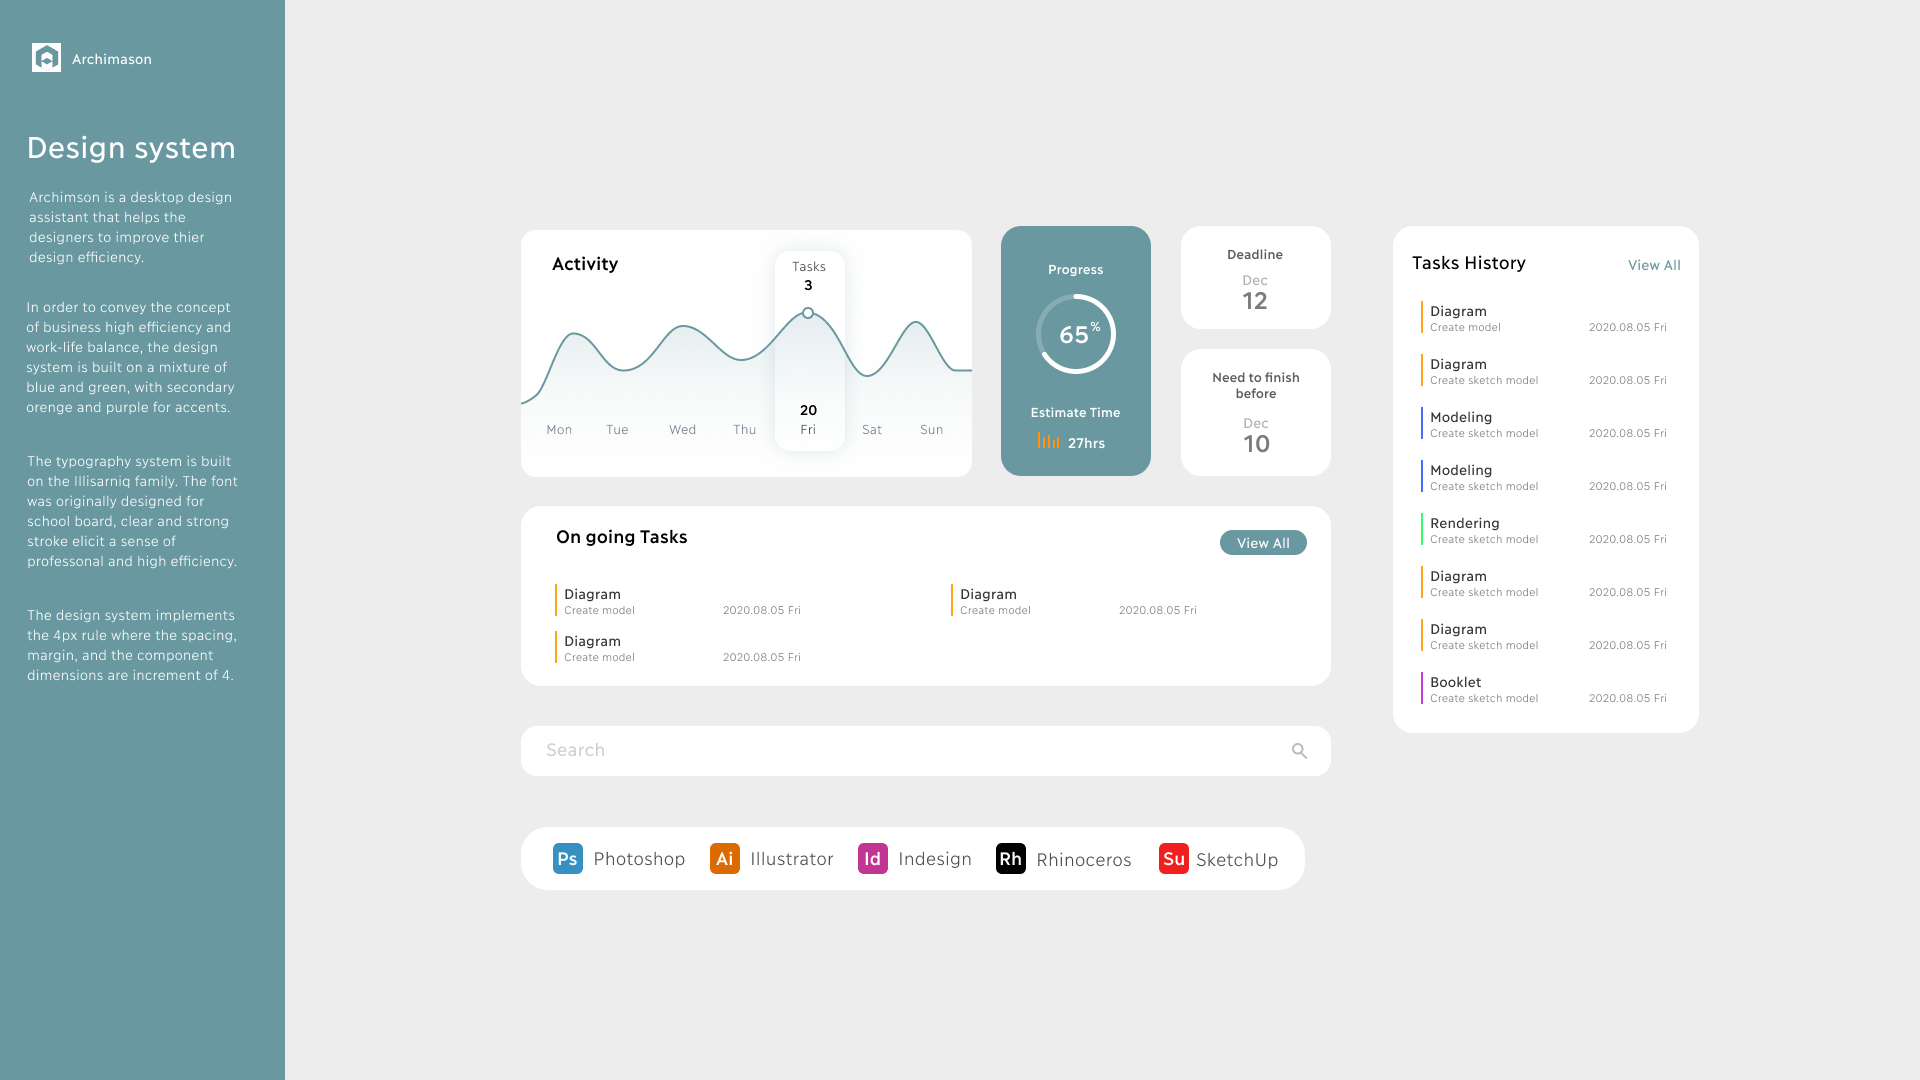 Archimason
Design system
Archimson is a desktop design
assistant that helps the
designers to improve thier
design efficiency.
In order to convey the concept
of business high efficiency and
work-life balance, the design
system is built on a mixture of
blue and green, with secondary
orenge and purple for accents.
The typography system is built
on the Illisarniq family. The font
was originally designed for
school board, clear and strong
stroke elicit a sense of
professonal and high efficiency.
The design system implements
the 4px rule where the spacing,
margin, and the component
dimensions are increment of 4.
Activity
Tasks
3
20
Mon Tue Wed Thu Fri Sat Sun
Progress
65%
Estimate Time
27hrs
Deadline
Dec
12
Need to finish
before
Dec
10
On going Tasks
View All
Diagram
Create model 2020.08.05 Fri
Diagram
Create model 2020.08.05 Fri
Diagram
Create model 2020.08.05 Fri
Search
Ps Photoshop Ai Illustrator Id Indesign Rh Rhinoceros Su SketchUp
Tasks History
View All
Diagram
Create model 2020.08.05 Fri
Diagram
Create sketch model 2020.08.05 Fri
Modeling
Create sketch model 2020.08.05 Fri
Modeling
Create sketch model 2020.08.05 Fri
Rendering
Create sketch model 2020.08.05 Fri
Diagram
Create sketch model 2020.08.05 Fri
Diagram
Create sketch model 2020.08.05 Fri
Booklet
Create sketch model 2020.08.05 Fri